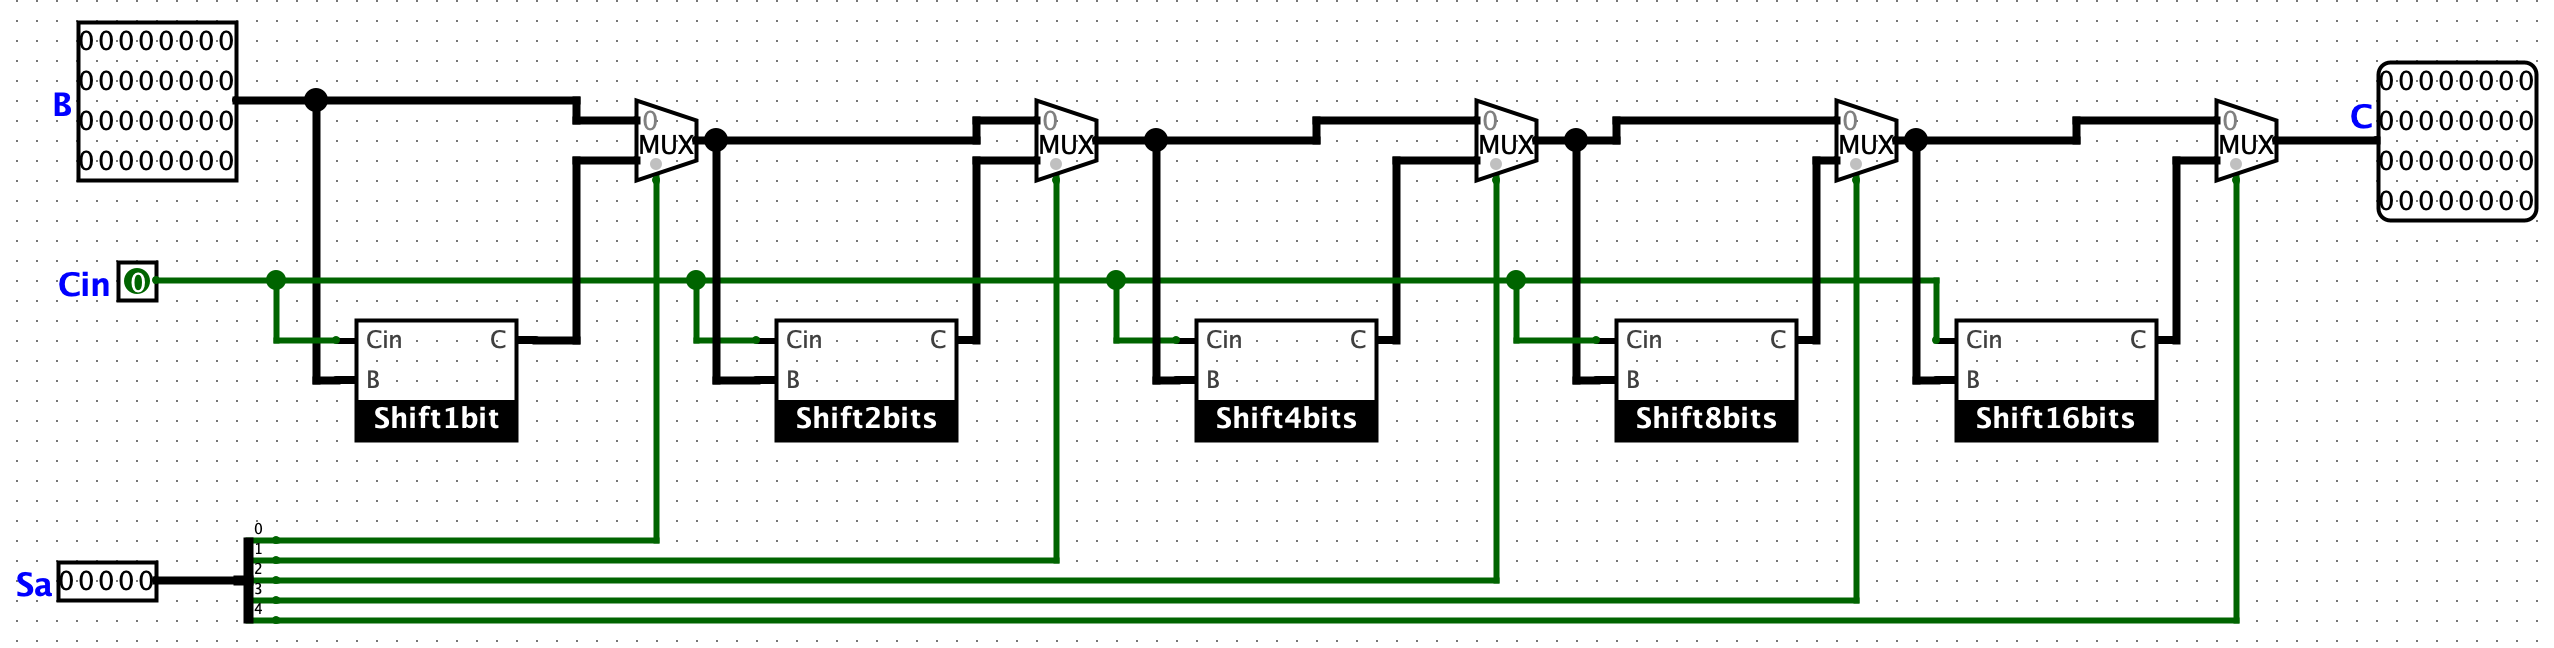 00000000
00000000
00000000
00000000
B
0
MUX
0
MUX
0
MUX
0
MUX
0
MUX
C
00000000
00000000
00000000
00000000
Cin
0
Cin C
B
Shift1bit
Cin C
B
Shift2bits
Cin C
B
Shift4bits
Cin C
B
Shift8bits
Cin C
B
Shift16bits
Sa
00000
0
1
2
3
4